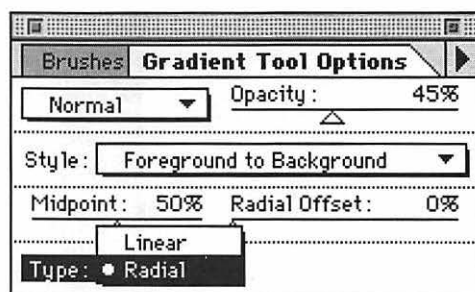 Brushes Gradient Tool Options
Normal Opacity: 45%
Style: Foreground to Background
Midpoint: 50% Radial Offset: 0%
Linear
Type: Radial